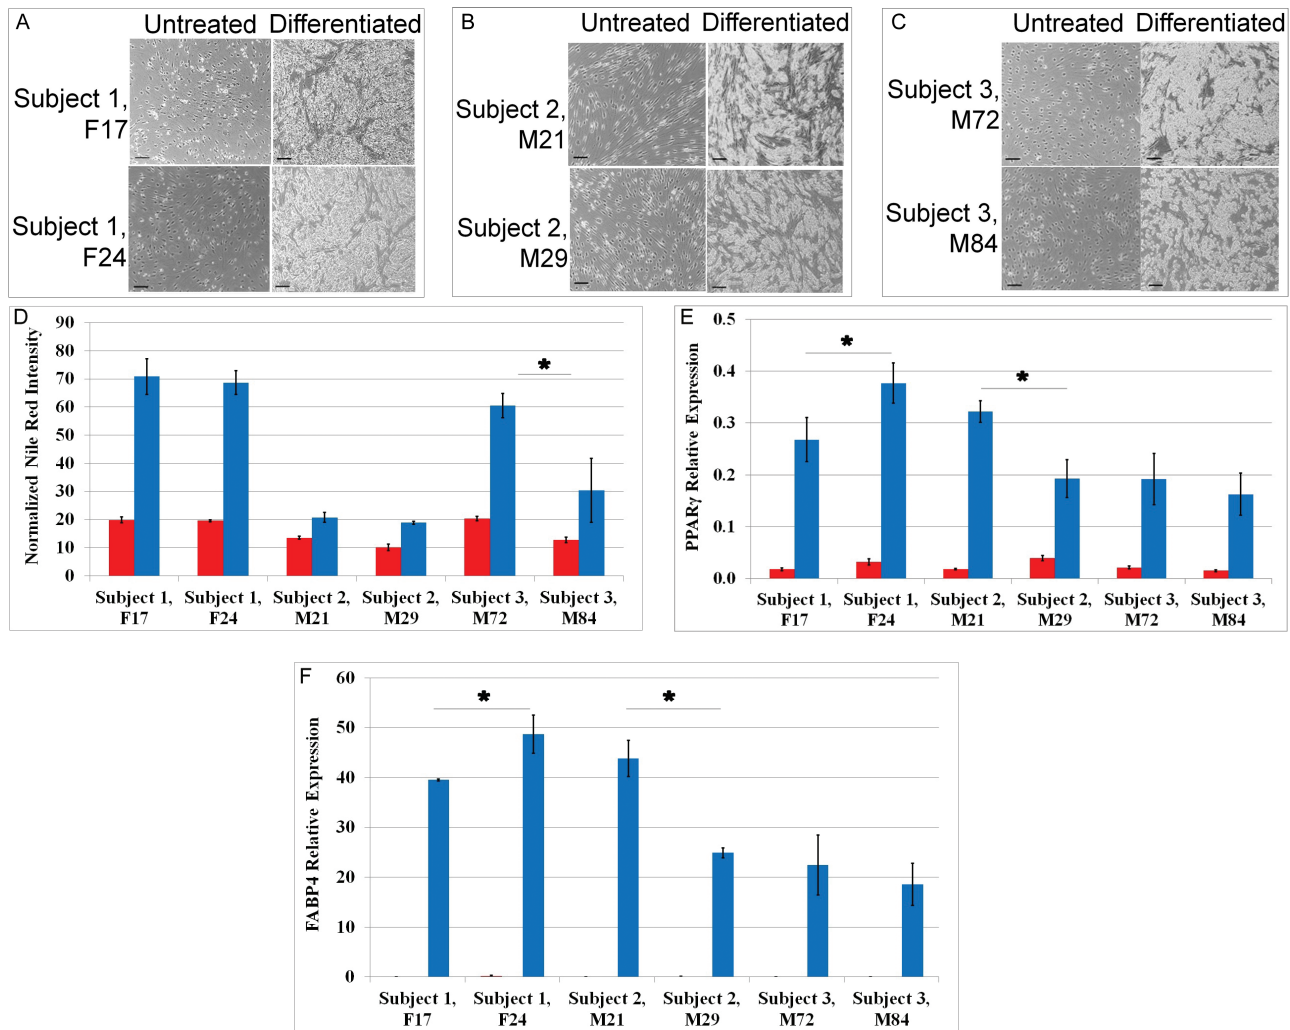 A
Untreated Differentiated
Subject 1,
F17
Subject 1,
F24
B
Untreated Differentiated
Subject 2,
M21
Subject 2,
M29
C
Untreated Differentiated
Subject 3,
M72
Subject 3,
M84
D
Normalized Nile Red Intensity
90
80
70
60
50
40
30
20
10
0
*
Subject 1, Subject 1, Subject 2, Subject 2, Subject 3, Subject 3,
F17 F24 M21 M29 M72 M84
E
PPARγ Relative Expression
0.5
0.4
0.3
0.2
0.1
0.0
* *
Subject 1, Subject 1, Subject 2, Subject 2, Subject 3, Subject 3,
F17 F24 M21 M29 M72 M84
F
FABP4 Relative Expression
60
50
40
30
20
10
0
* *
Subject 1, Subject 1, Subject 2, Subject 2, Subject 3, Subject 3,
F17 F24 M21 M29 M72 M84